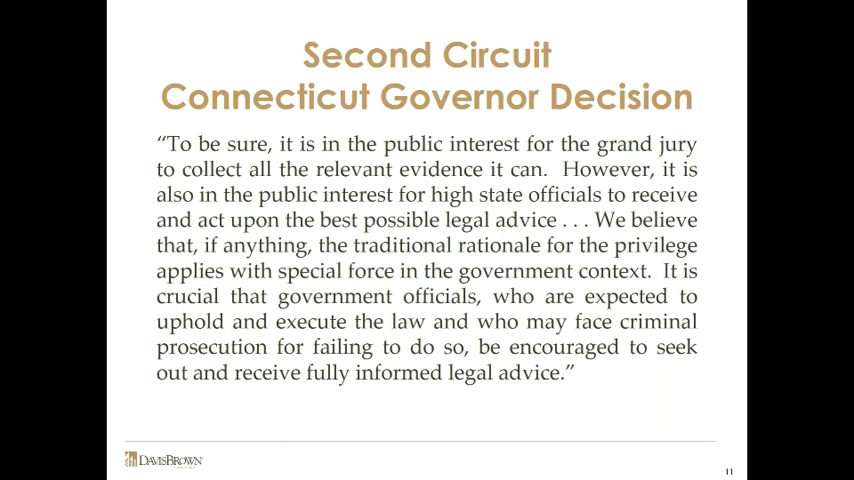 Second Circuit
Connecticut Governor Decision
“To be sure, it is in the public interest for the grand jury
to collect all the relevant evidence it can.  However, it is
also in the public interest for high state officials to receive
and act upon the best possible legal advice . . . We believe
that, if anything, the traditional rationale for the privilege
applies with special force in the government context.  It is
crucial that government officials, who are expected to
uphold and execute the law and who may face criminal
prosecution for failing to do so, be encouraged to seek
out and receive fully informed legal advice.”
DAVISBROWN
11